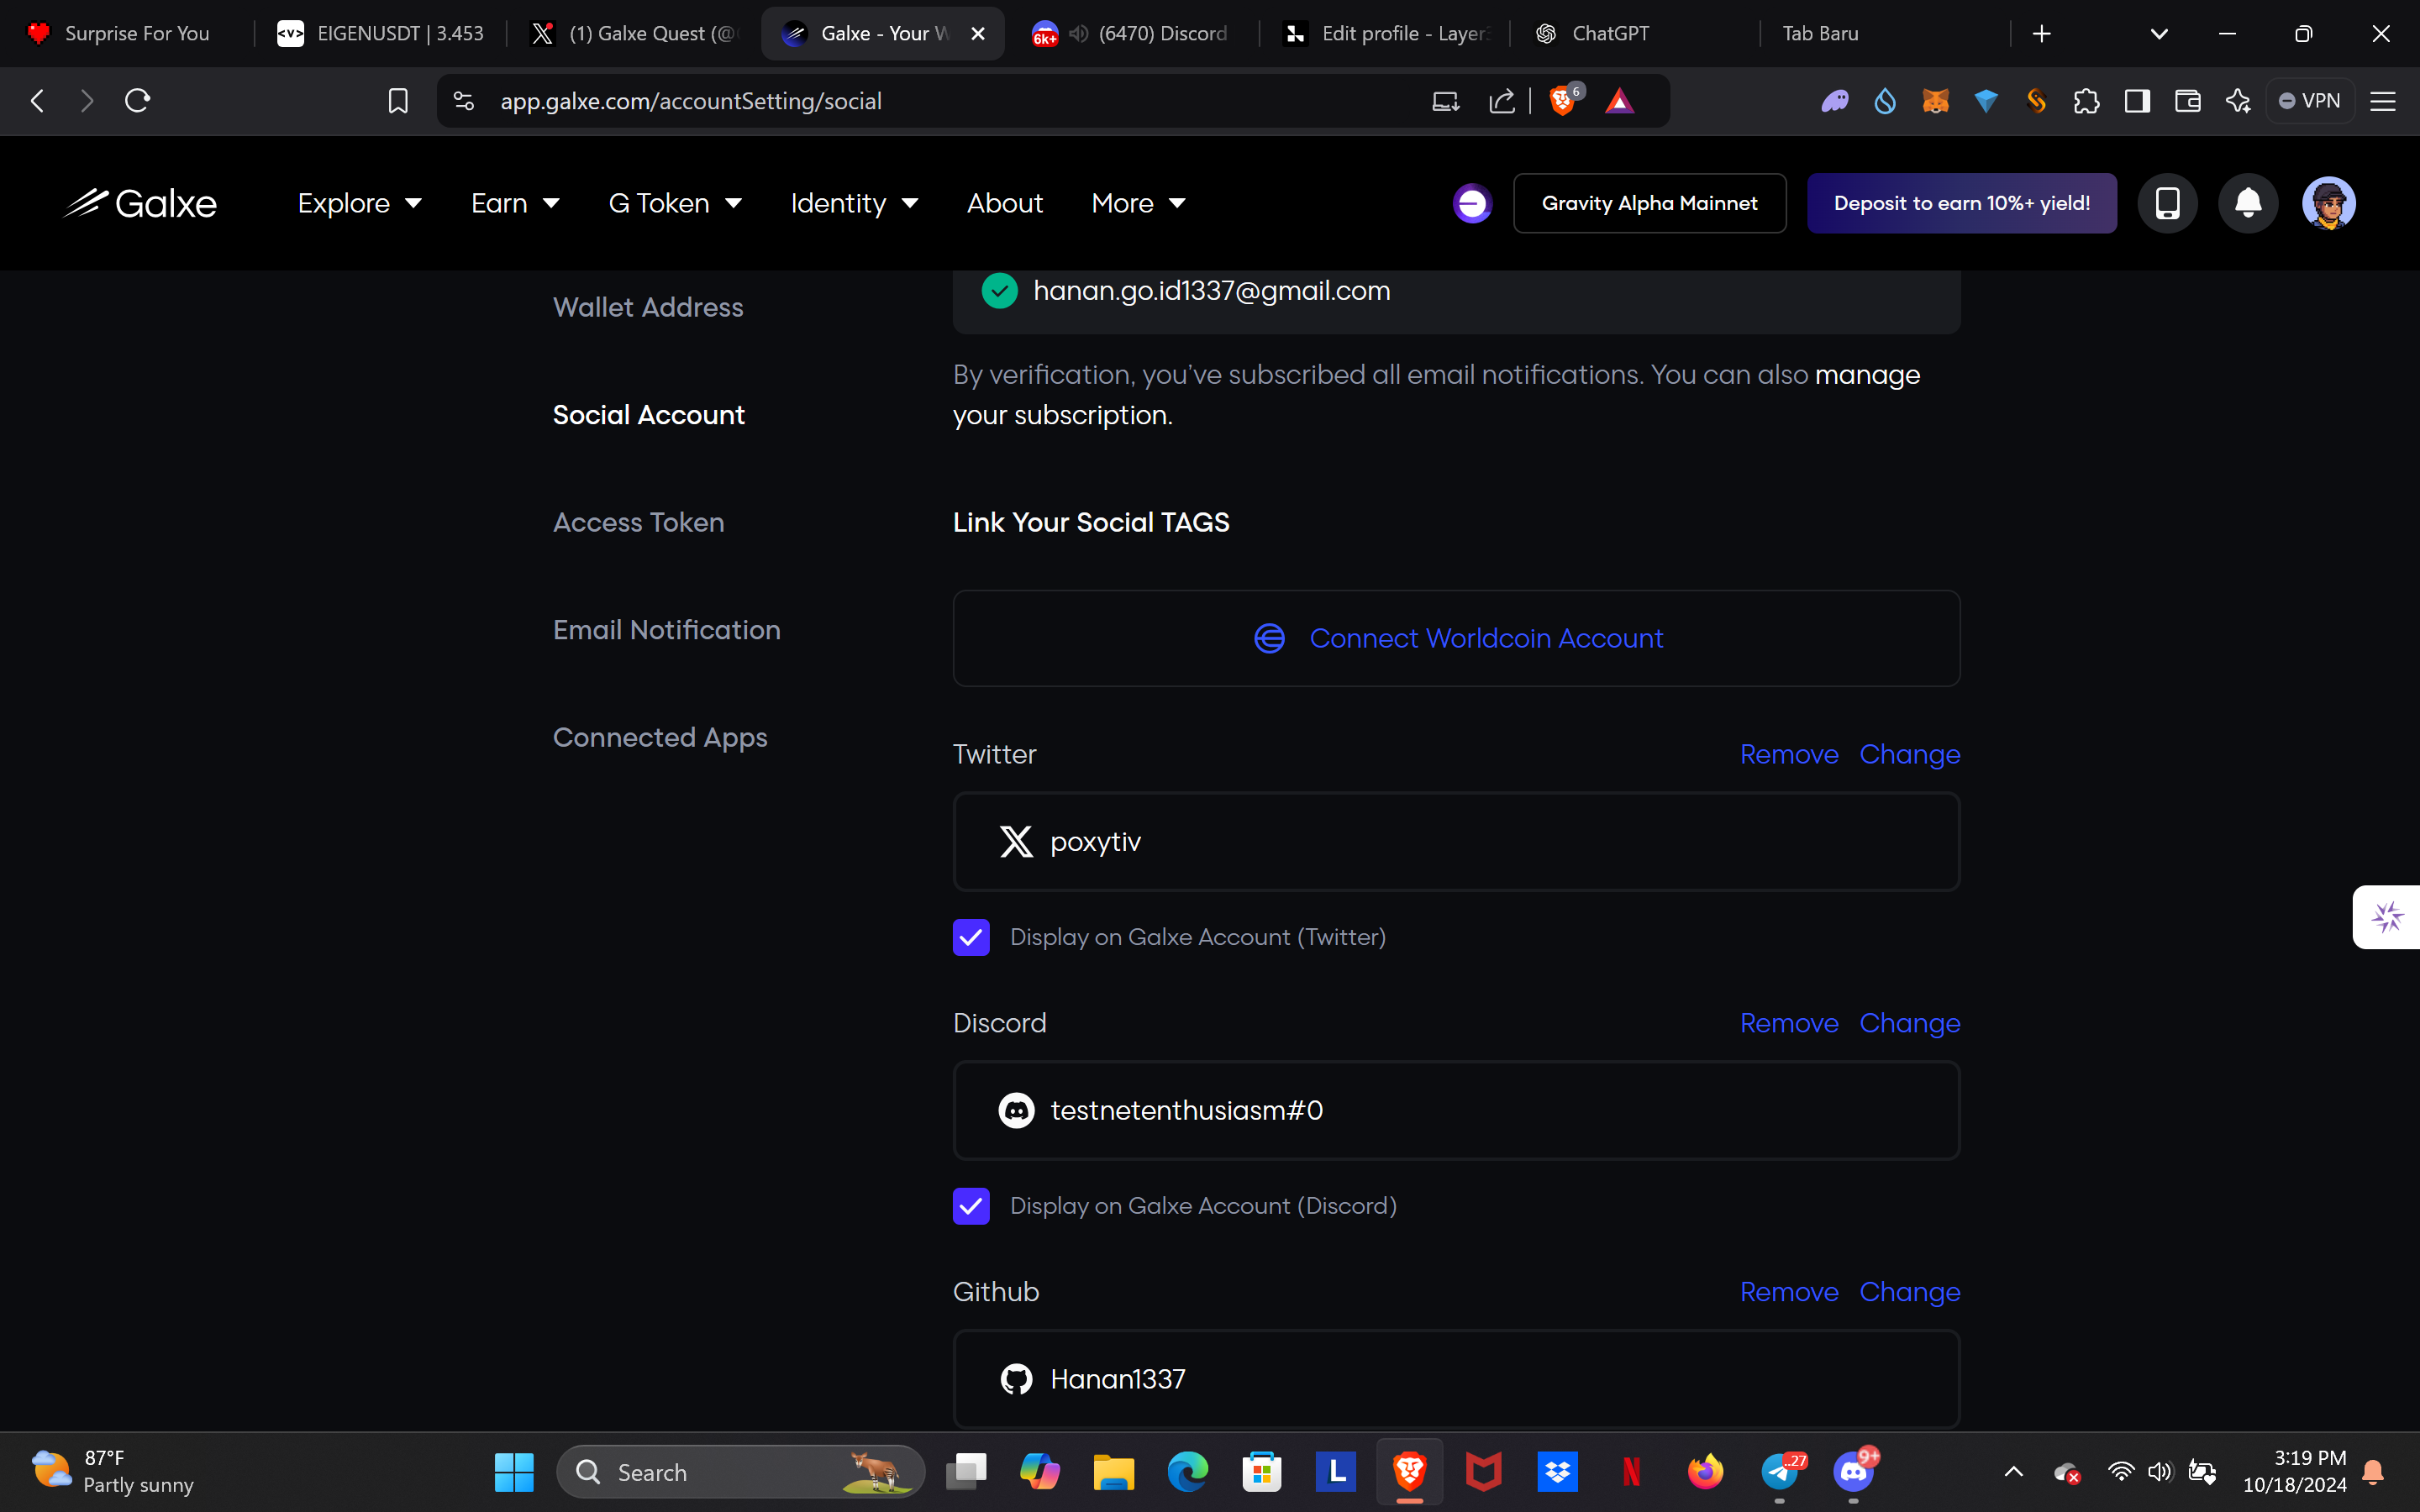 Surprise For You
EIGENUSDT | 3.453
(1) Galxe Quest (@
Galxe - Your W
6k+
(6470) Discord
Edit profile - Layer3
ChatGPT
Tab Baru
app.galxe.com/accountSetting/social
6
VPN
Galxe
Explore
Earn
G Token
Identity
About
More
Gravity Alpha Mainnet
Deposit to earn 10%+ yield!
Wallet Address
Social Account
Access Token
Email Notification
Connected Apps
hanan.go.id1337@gmail.com
By verification, you’ve subscribed all email notifications. You can also manage
your subscription.
Link Your Social TAGS
Connect Worldcoin Account
Twitter
Remove
Change
poxytiv
Display on Galxe Account (Twitter)
Discord
Remove
Change
testnetenthusiasm#0
Display on Galxe Account (Discord)
Github
Remove
Change
Hanan1337
87°F
Partly sunny
Search
L
N
..27
9+
3:19 PM
10/18/2024